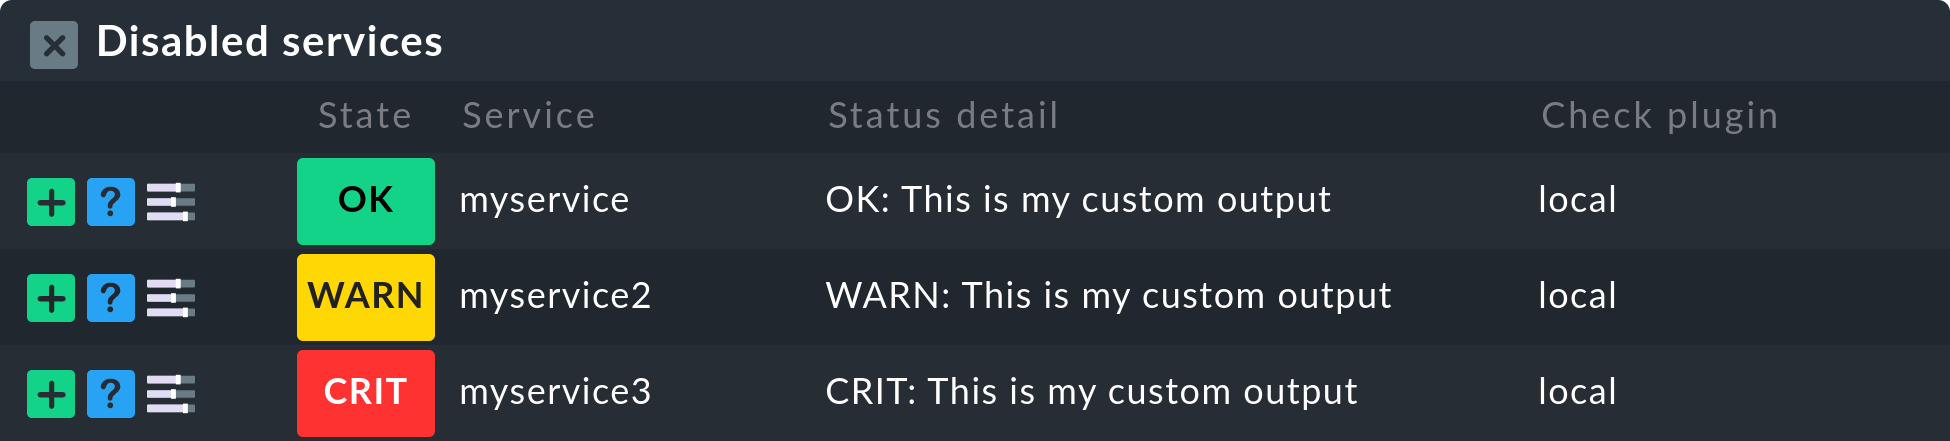 Disabled services
State Service Status detail Check plugin
OK myservice OK: This is my custom output local
WARN myservice2 WARN: This is my custom output local
CRIT myservice3 CRIT: This is my custom output local